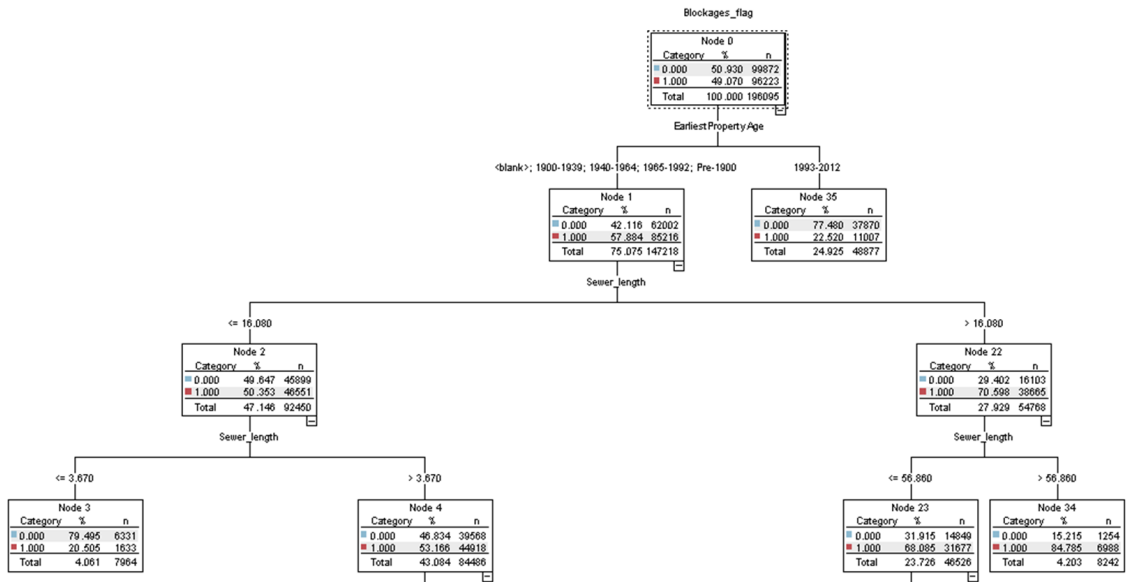 Blockages_flag
Node 0
Category % n
0.000 50.930 99872
1.000 49.070 96223
Total 100.000 196095
EarliestPropertyAge
<blank>; 1900-1939; 1940-1964; 1965-1992; Pre-1900
1993-2012
Node 1
Category % n
0.000 42.116 62002
1.000 57.884 85216
Total 75.075 147218
Node 35
Category % n
0.000 77.480 37870
1.000 22.520 11007
Total 24.925 48877
Sewer_length
<= 16.080
> 16.080
Node 2
Category % n
0.000 49.647 45899
1.000 50.353 46551
Total 47.146 92450
Node 22
Category % n
0.000 29.402 16103
1.000 70.598 38665
Total 27.929 54768
Sewer_length
Sewer_length
<= 3.670
> 3.670
<= 56.860
> 56.860
Node 3
Category % n
0.000 79.495 6331
1.000 20.505 1633
Total 4.061 7964
Node 4
Category % n
0.000 46.834 39568
1.000 53.166 44918
Total 43.084 84486
Node 23
Category % n
0.000 31.915 14849
1.000 68.085 31677
Total 23.726 46526
Node 34
Category % n
0.000 15.215 1254
1.000 84.785 6988
Total 4.203 8242